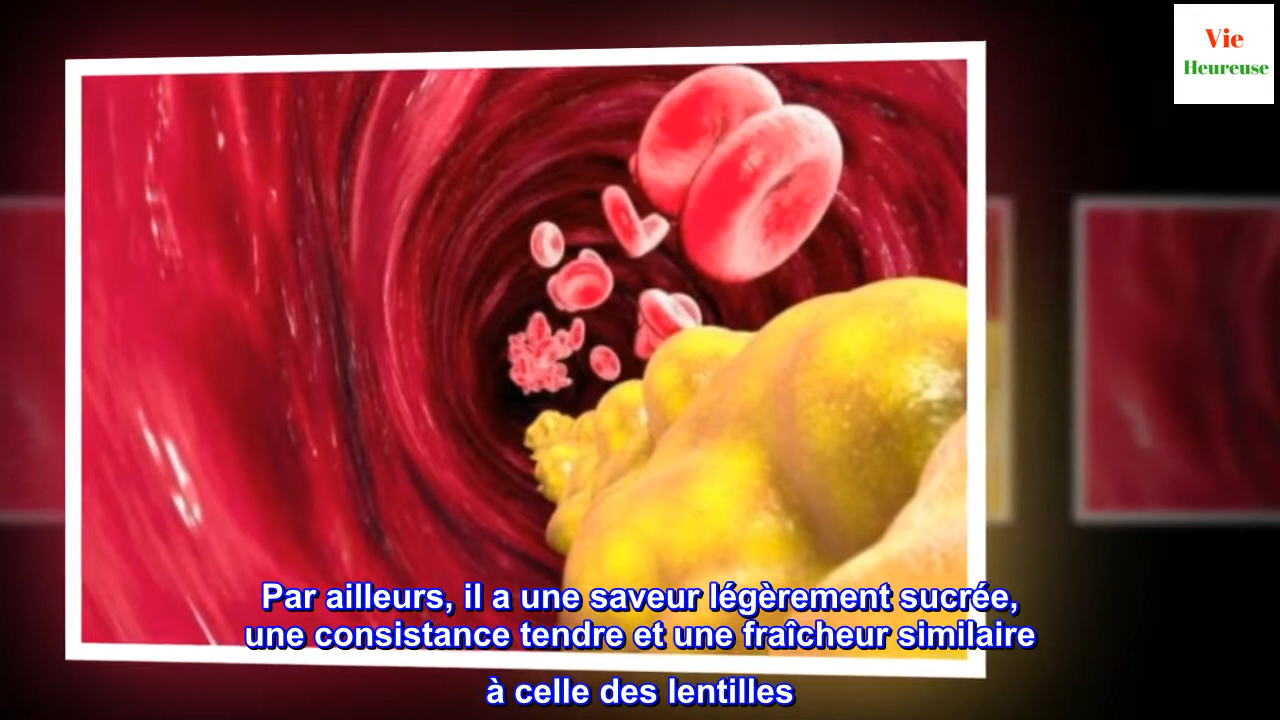 Vie
Heureuse
Par ailleurs, il a une saveur légèrement sucrée,
une consistance tendre et une fraîcheur similaire
à celle des lentilles